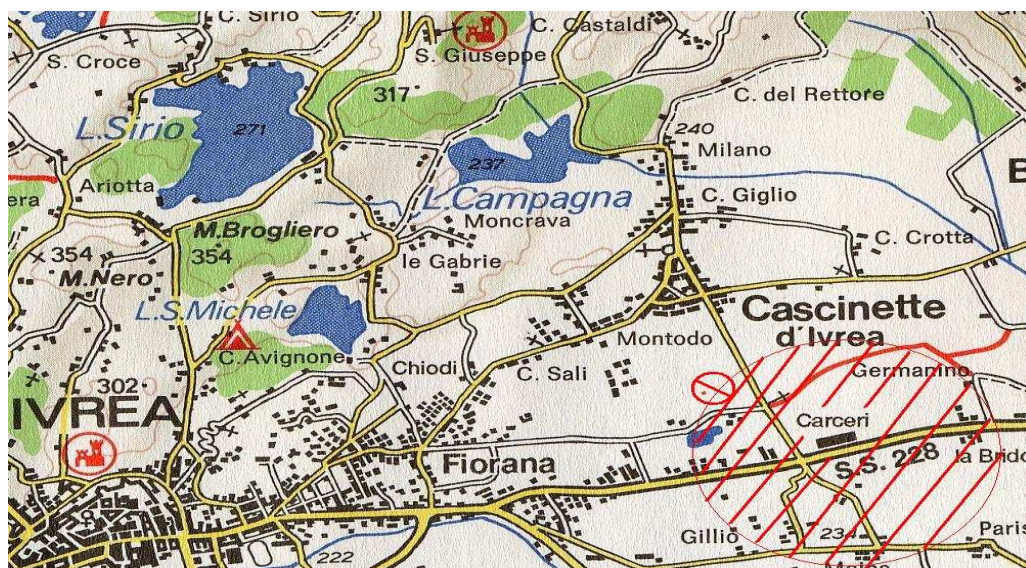 C. Sirio
S. Croce
S. Giuseppe
C. Castaldi
317
C. del Rettore
L. Sirio
271
240
Milano
237
Ariotta
era
L. Campagna
C. Giglio
B
Moncrava
M. Brogliero
354
354
M. Nero
le Gabrie
C. Crotta
L. S. Michele
Cascinette
d'Ivrea
Montodo
C. Avignone
Chiodi
C. Sali
Germanino
302
IVREA
Carceri
Fiorana
S.S. 228
la Brido
Gillio
234
Paris
222